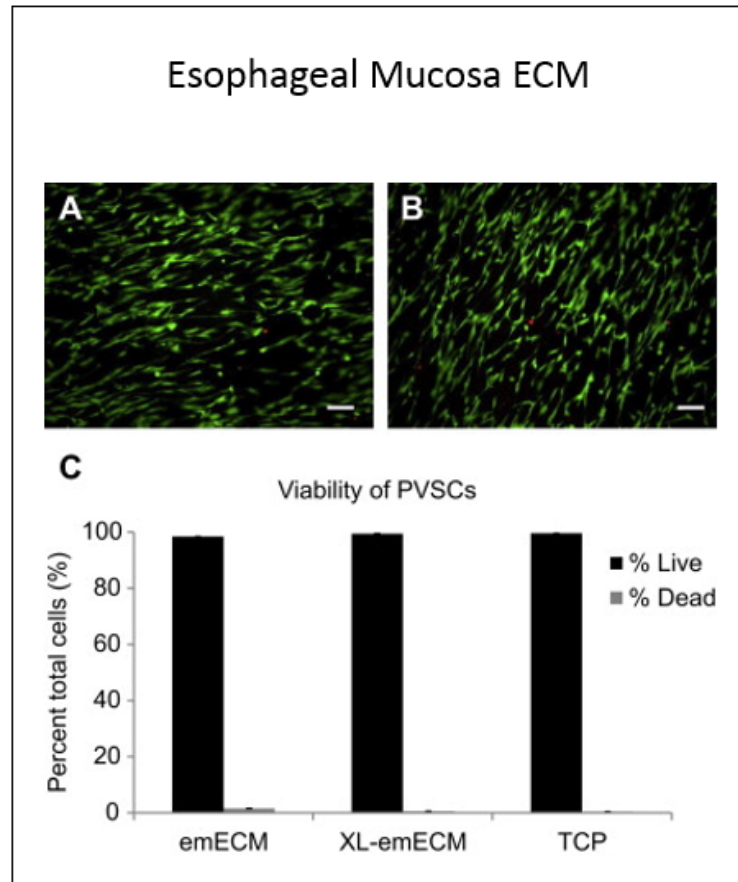 Esophageal Mucosa ECM
A
B
C
Viability of PVSCs
Percent total cells (%)
100
80
60
40
20
0
% Live
% Dead
emECM
XL-emECM
TCP